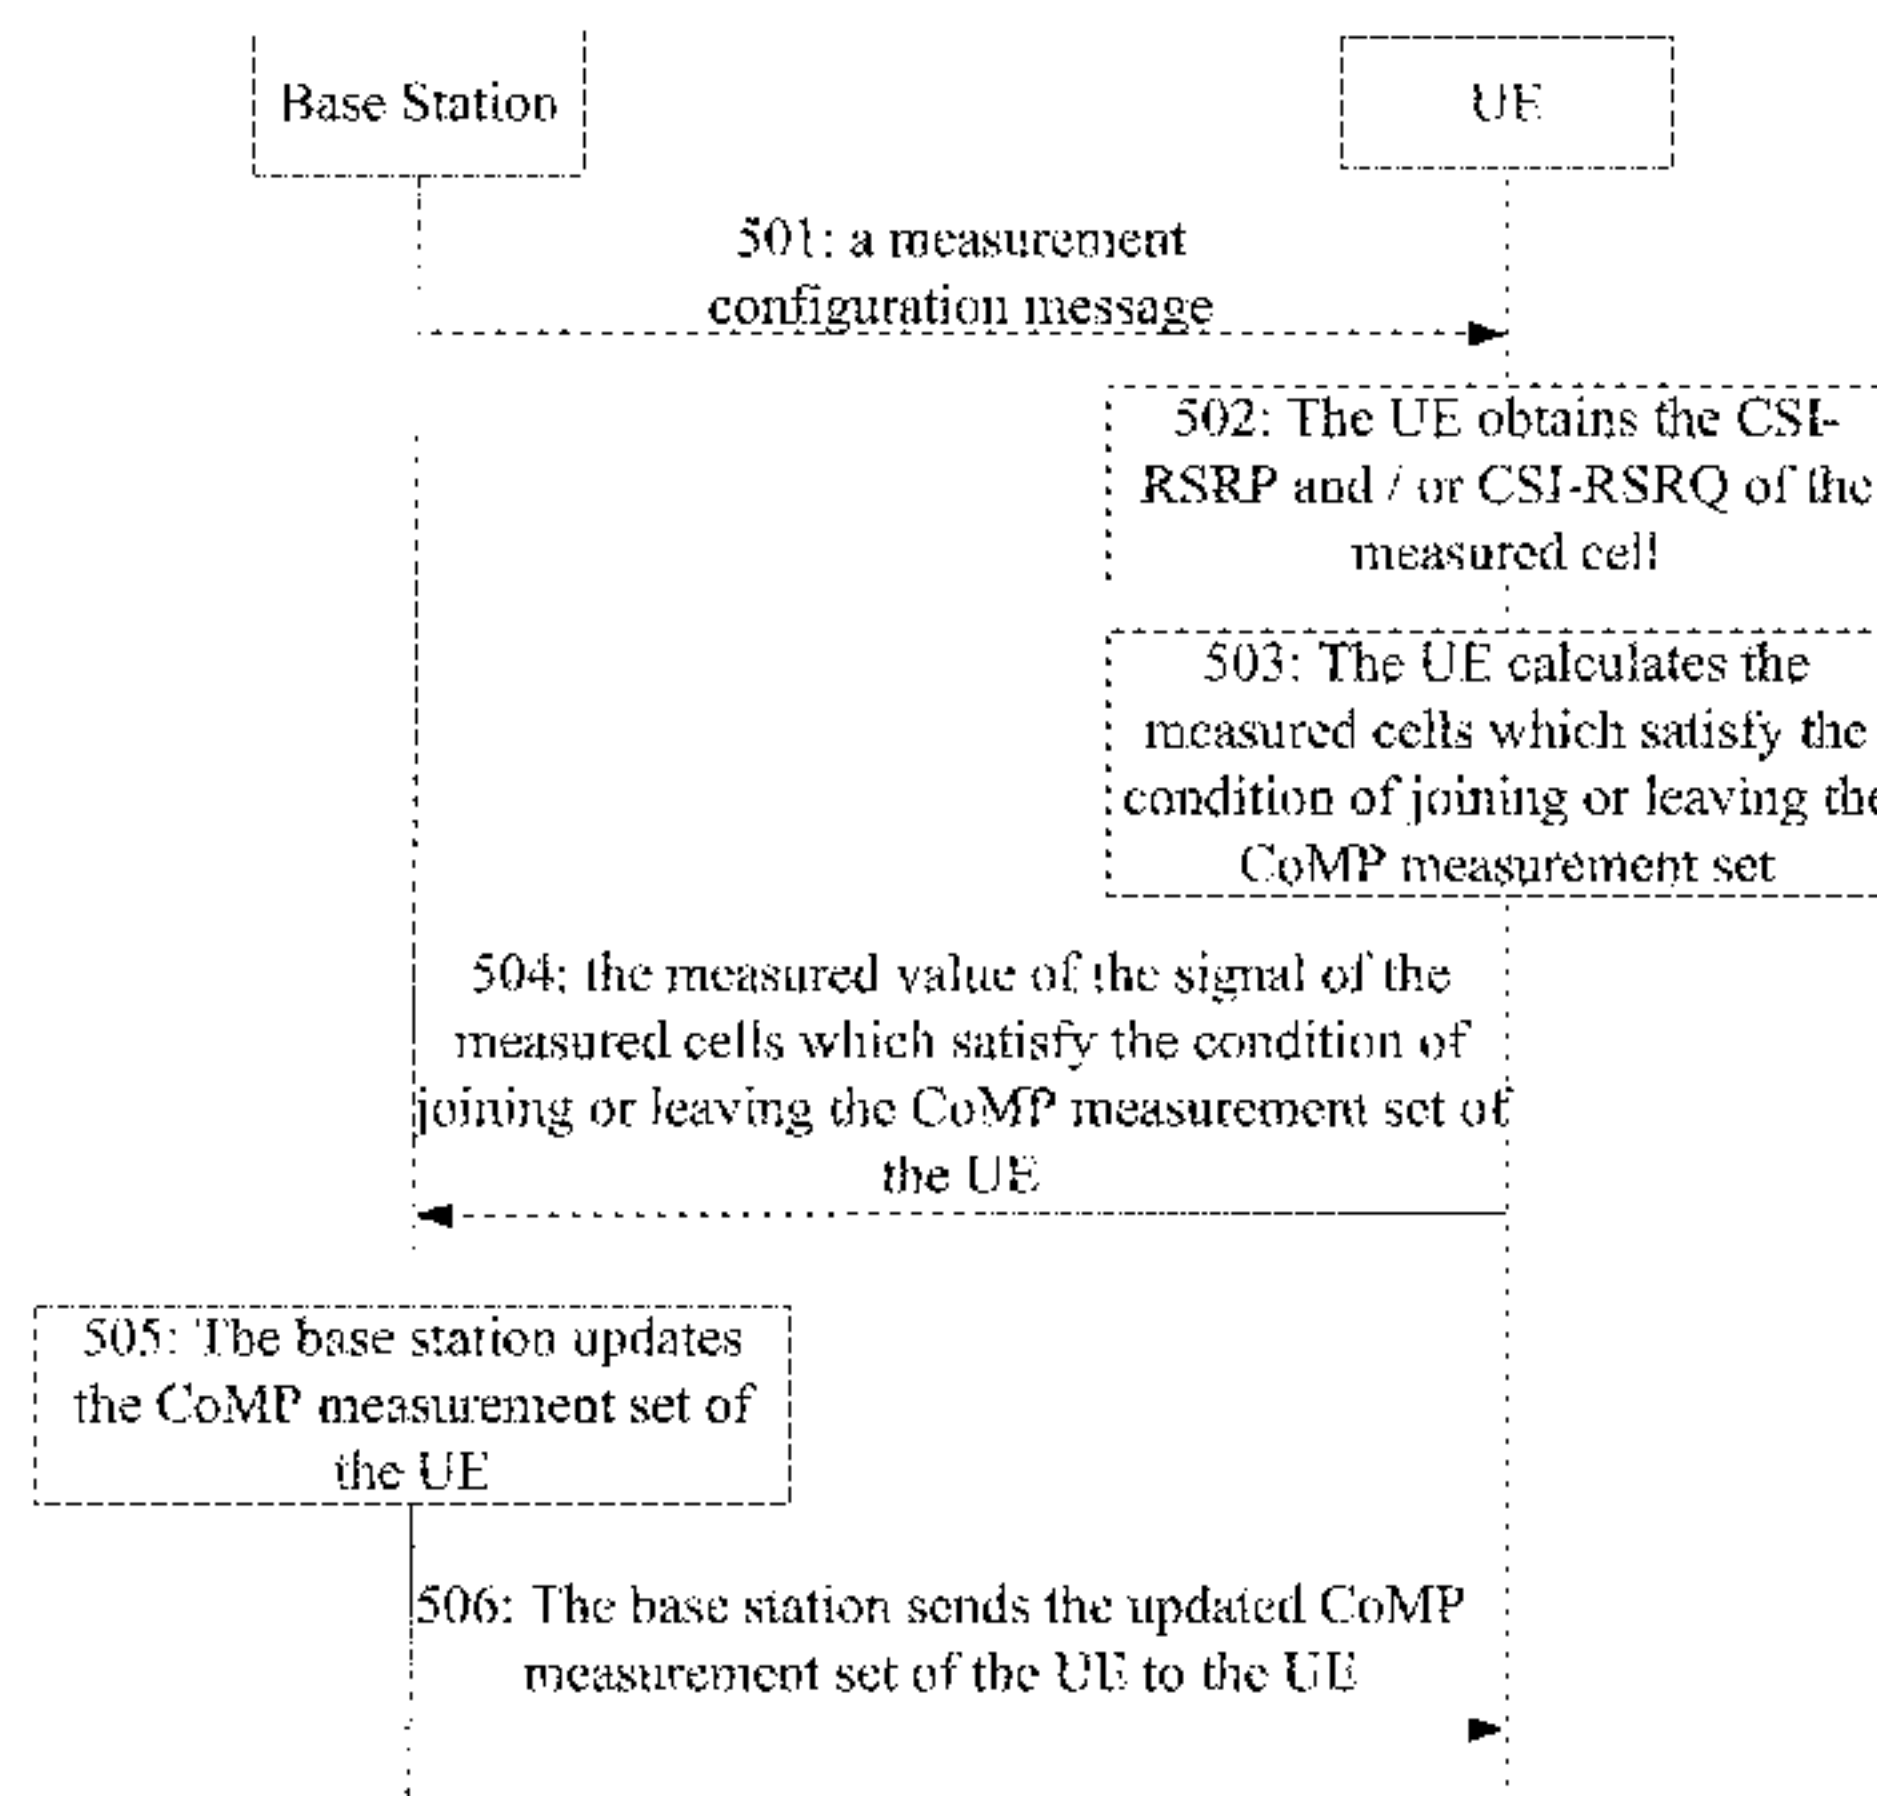 Base Station
UE
501: a measurement
configuration message
502: The UE obtains the CSI-
RSRP and / or CSI-RSRQ of the
measured cell
503: The UE calculates the
measured cells which satisfy the
condition of joining or leaving the
CoMP measurement set
504: the measured value of the signal of the
measured cells which satisfy the condition of
joining or leaving the CoMP measurement set of
the UE
505: The base station updates
the CoMP measurement set of
the UE
506: The base station sends the updated CoMP
measurement set of the UE to the UE